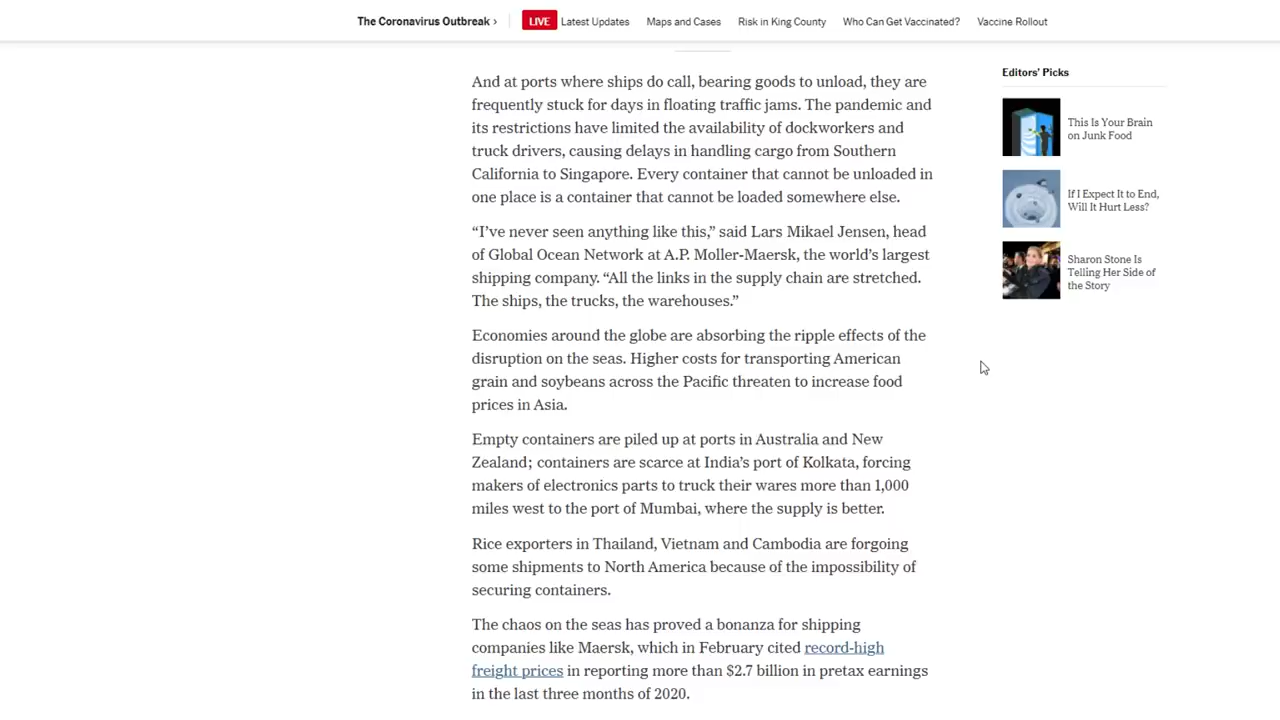 The Coronavirus Outbreak ›
LIVE Latest Updates
Maps and Cases
Risk in King County
Who Can Get Vaccinated?
Vaccine Rollout
And at ports where ships do call, bearing goods to unload, they are
frequently stuck for days in floating traffic jams. The pandemic and
its restrictions have limited the availability of dockworkers and
truck drivers, causing delays in handling cargo from Southern
California to Singapore. Every container that cannot be unloaded in
one place is a container that cannot be loaded somewhere else.
“I’ve never seen anything like this,” said Lars Mikael Jensen, head
of Global Ocean Network at A.P. Moller-Maersk, the world’s largest
shipping company. “All the links in the supply chain are stretched.
The ships, the trucks, the warehouses.”
Economies around the globe are absorbing the ripple effects of the
disruption on the seas. Higher costs for transporting American
grain and soybeans across the Pacific threaten to increase food
prices in Asia.
Empty containers are piled up at ports in Australia and New
Zealand; containers are scarce at India’s port of Kolkata, forcing
makers of electronics parts to truck their wares more than 1,000
miles west to the port of Mumbai, where the supply is better.
Rice exporters in Thailand, Vietnam and Cambodia are forgoing
some shipments to North America because of the impossibility of
securing containers.
The chaos on the seas has proved a bonanza for shipping
companies like Maersk, which in February cited record-high
freight prices in reporting more than $2.7 billion in pretax earnings
in the last three months of 2020.
Editors’ Picks
This Is Your Brain
on Junk Food
If I Expect It to End,
Will It Hurt Less?
Sharon Stone Is
Telling Her Side of
the Story